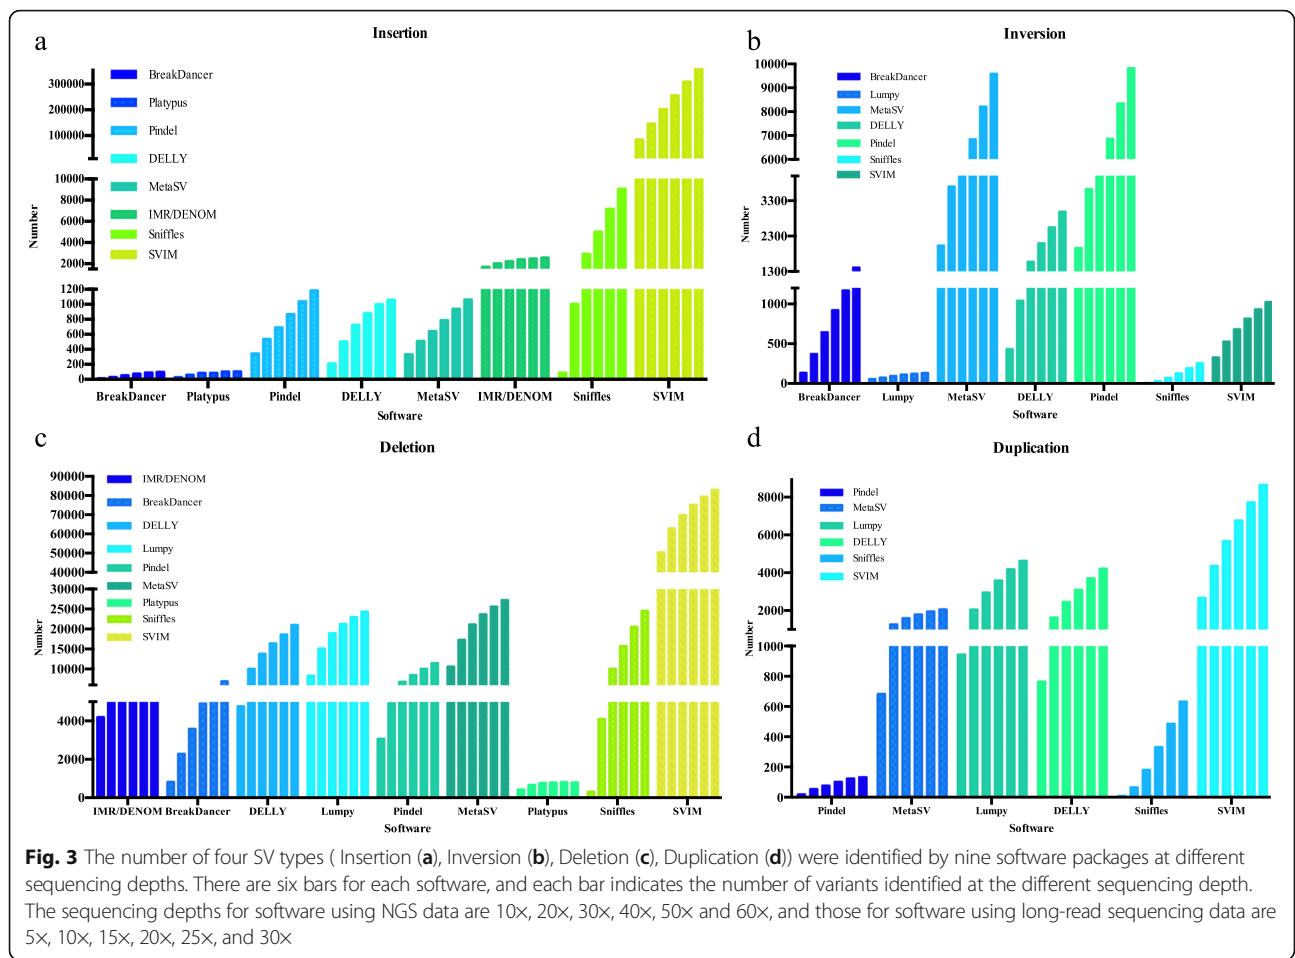 a
Insertion
300000
200000
100000
10000
8000
6000
4000
2000
1200
1000
800
600
400
200
0
Number
BreakDancer
Platypus
Pindel
DELLY
MetaSV
IMR/DENOM
Sniffles
SVIM
BreakDancer Platypus Pindel DELLY MetaSV IMR/DENOM Sniffles SVIM
Software
b
Inversion
10000
9000
8000
7000
6000
3300
2300
1300
1000
500
0
Number
BreakDancer
Lumpy
MetaSV
DELLY
Pindel
Sniffles
SVIM
BreakDancer Lumpy MetaSV DELLY Pindel Sniffles SVIM
Software
c
Deletion
90000
80000
70000
60000
50000
40000
30000
25000
20000
15000
10000
4000
2000
0
Number
IMR/DENOM
BreakDancer
DELLY
Lumpy
Pindel
MetaSV
Platypus
Sniffles
SVIM
IMR/DENOM BreakDancer DELLY Lumpy Pindel MetaSV Platypus Sniffles SVIM
Software
d
Duplication
8000
6000
4000
2000
1000
800
600
400
200
0
Number
Pindel
MetaSV
Lumpy
DELLY
Sniffles
SVIM
Pindel MetaSV Lumpy DELLY Sniffles SVIM
Software
Fig. 3 The number of four SV types ( Insertion (a), Inversion (b), Deletion (c), Duplication (d)) were identified by nine software packages at different
sequencing depths. There are six bars for each software, and each bar indicates the number of variants identified at the different sequencing depth.
The sequencing depths for software using NGS data are 10×, 20×, 30×, 40×, 50× and 60×, and those for software using long-read sequencing data are
5×, 10×, 15×, 20×, 25×, and 30×